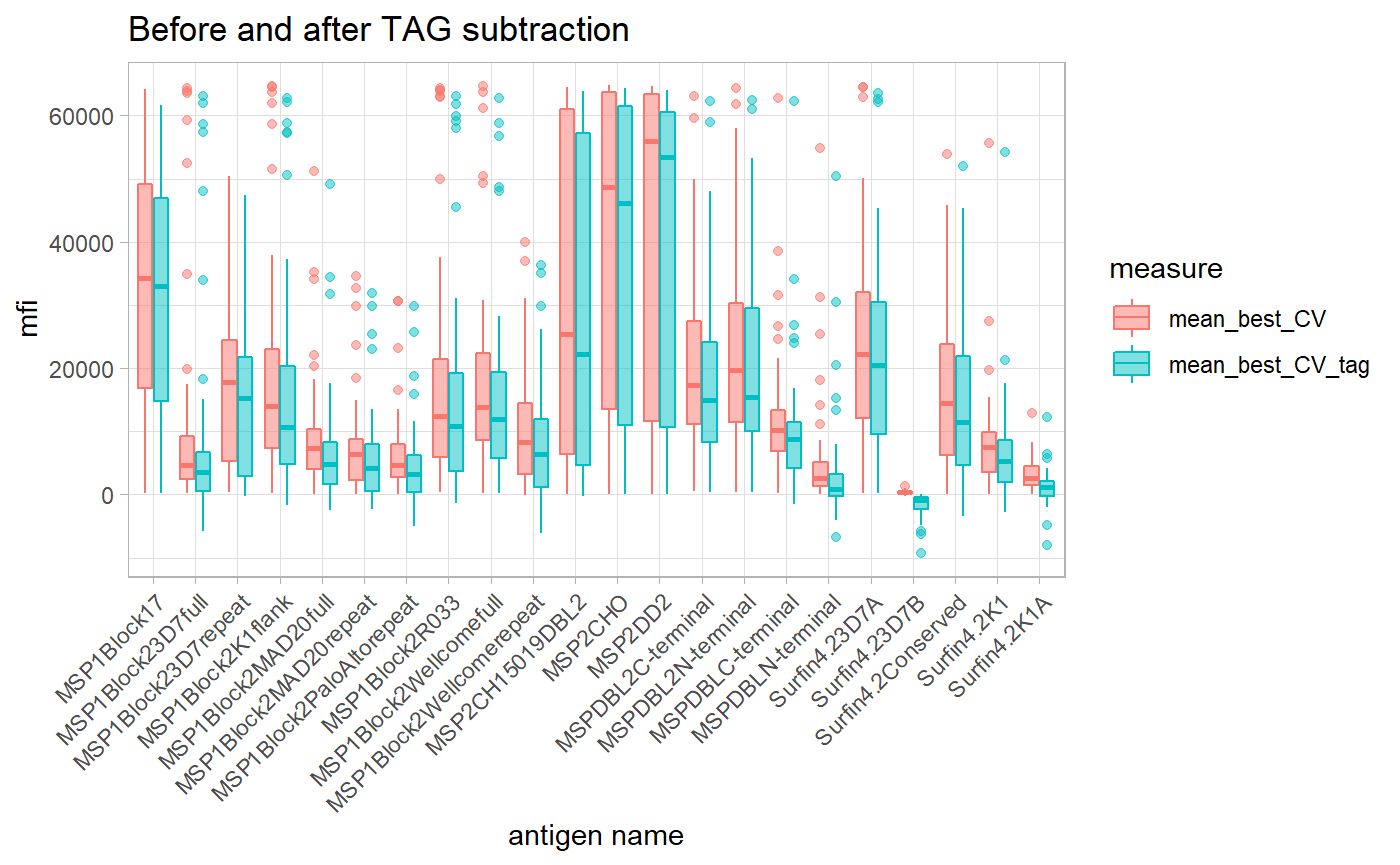 Before and after TAG subtraction
mfi
60000
40000
20000
0
MSP1Block17
MSP1Block23D7full
MSP1Block23D7repeat
MSP1Block2K1flank
MSP1Block2MAD20full
MSP1Block2MAD20repeat
MSP1Block2PaloAltorepeat
MSP1Block2R033
MSP1Block2Wellcomefull
MSP1Block2Wellcomerepeat
MSP2CH15019DBL2
MSP2CHO
MSP2DD2
MSPDBL2C-terminal
MSPDBL2N-terminal
MSPDBLC-terminal
MSPDBLN-terminal
Surfin4.23D7A
Surfin4.23D7B
Surfin4.2Conserved
Surfin4.2K1
Surfin4.2K1A
antigen name
measure
mean_best_CV
mean_best_CV_tag